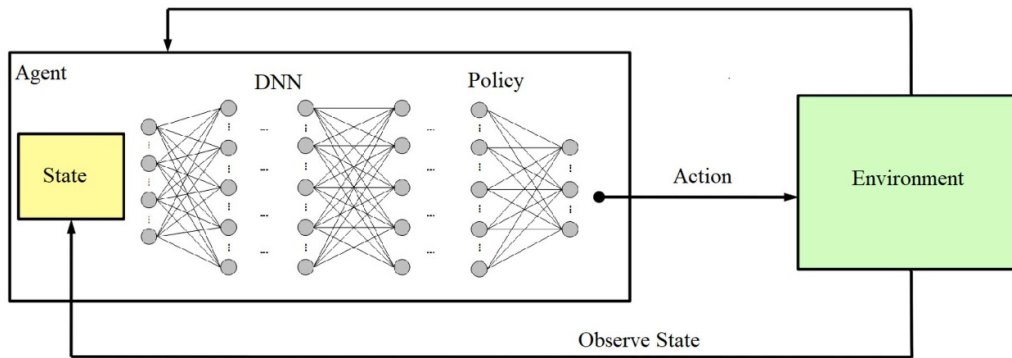 Agent
DNN
Policy
State
Action
Environment
Observe State